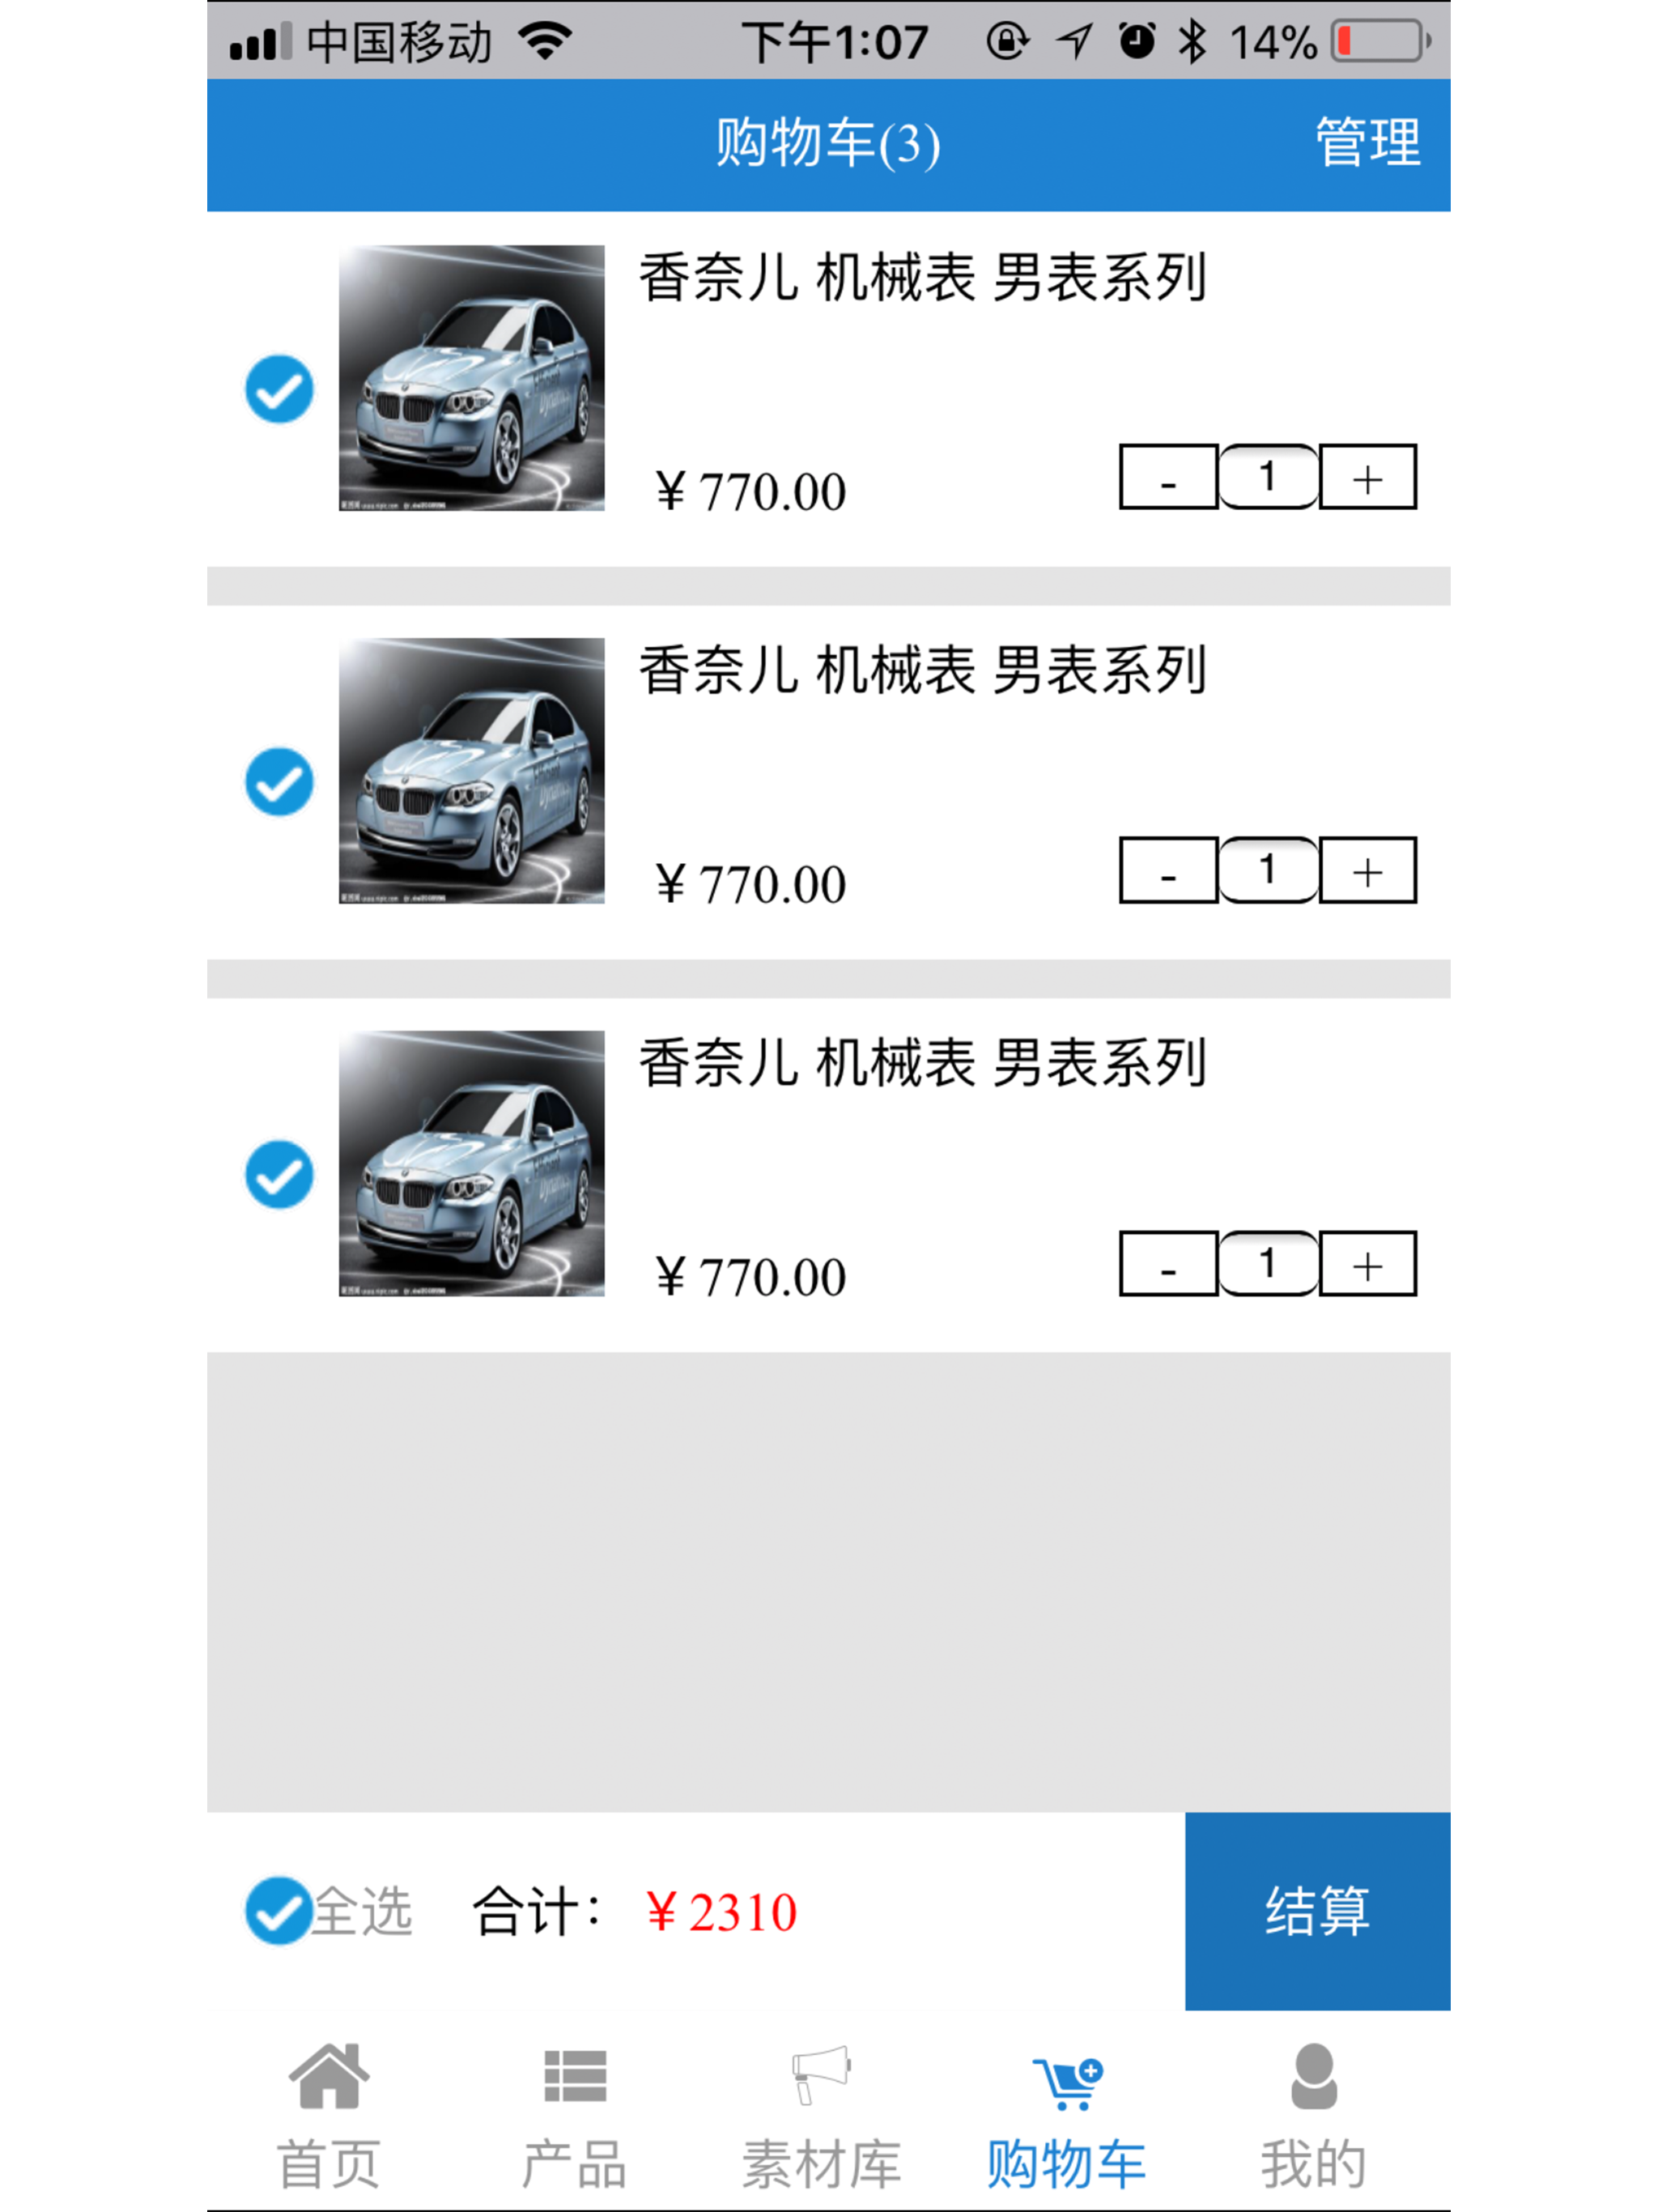 中国移动 下午1:07 14%
购物车(3) 管理
香奈儿 机械表 男表系列
¥ 770.00 - 1 +
香奈儿 机械表 男表系列
¥ 770.00 - 1 +
香奈儿 机械表 男表系列
¥ 770.00 - 1 +
全选 合计： ¥ 2310 结算
首页 产品 素材库 购物车 我的